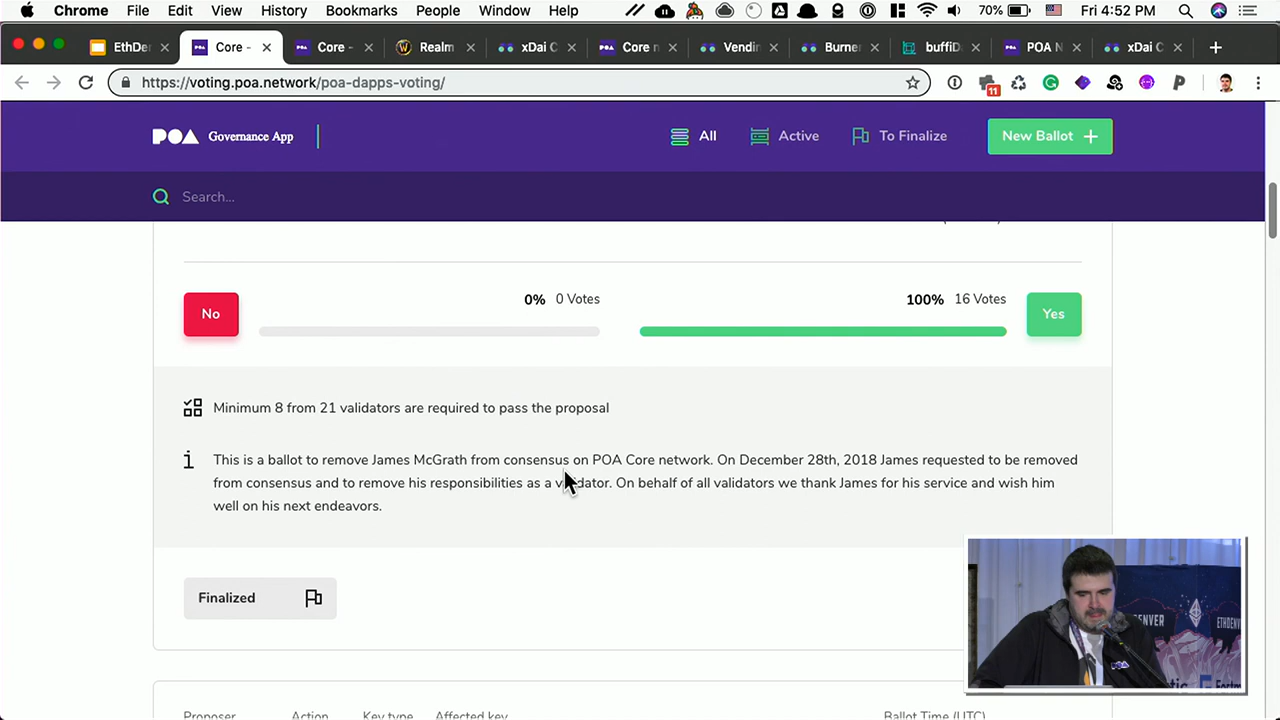 Chrome File Edit View History Bookmarks People Window Help 70% Fri 4:52 PM
EthDe Core - Core - Realm xDai C Core n Vendin xDai C Burner buffiD POA N xDai C
https://voting.poa.network/poa-dapps-voting/
11
POA Governance App All Active To Finalize New Ballot +
Search...
No 0% 0 Votes 100% 16 Votes Yes
Minimum 8 from 21 validators are required to pass the proposal
This is a ballot to remove James McGrath from consensus on POA Core network. On December 28th, 2018 James requested to be removed
from consensus and to remove his responsibilities as a validator. On behalf of all validators we thank James for his service and wish him
well on his next endeavors.
Finalized
Proposer Action Key type Affected key Ballot Time (UTC)